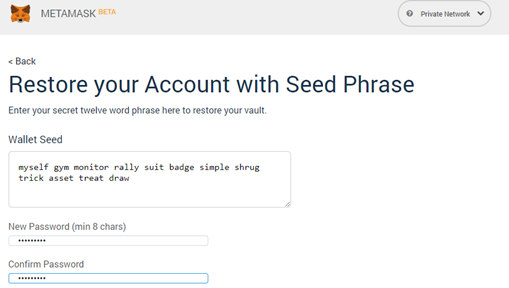 METAMASK BETA
Private Network
< Back
Restore your Account with Seed Phrase
Enter your secret twelve word phrase here to restore your vault.
Wallet Seed
myself gym monitor rally suit badge simple shrug
trick asset treat draw
New Password (min 8 chars)
•••••••••
Confirm Password
•••••••••